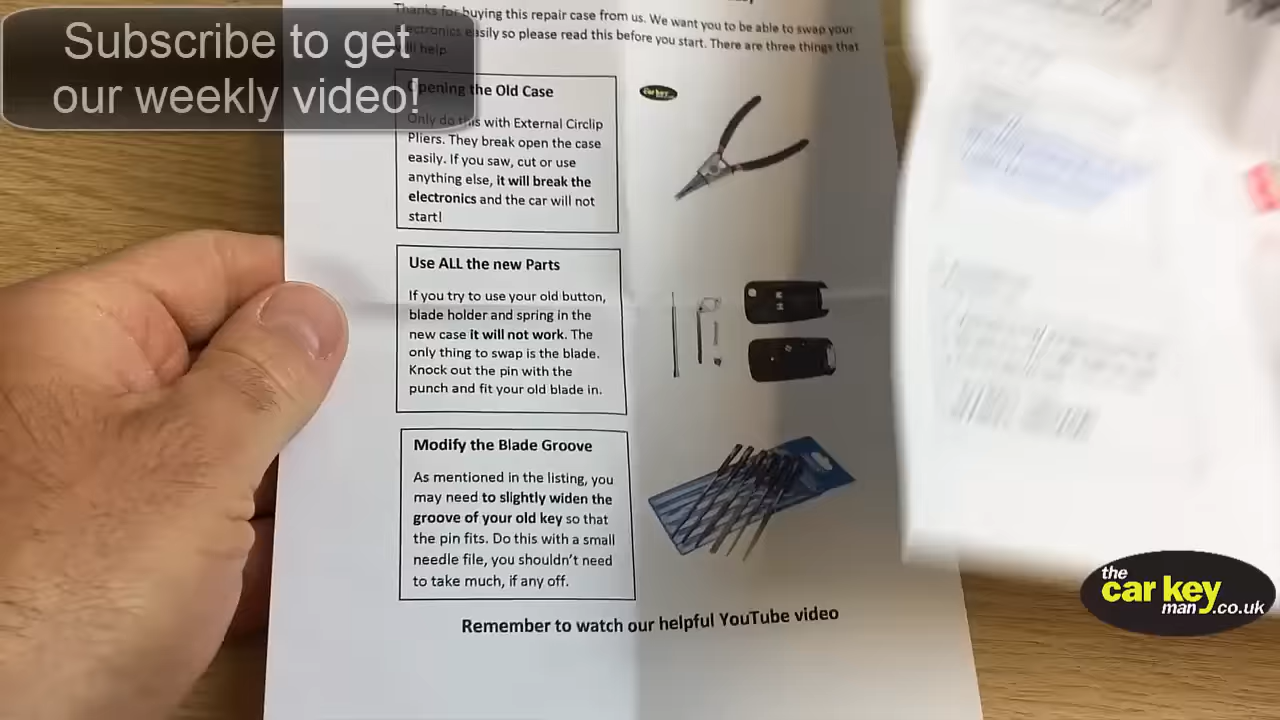 Subscribe to get
our weekly video!
Thanks for buying this repair case from us. We want you to be able to swap your
electronics easily so please read this before you start. There are three things that
will help
Opening the Old Case
Only do this with External Circlip
Pliers. They break open the case
easily. If you saw, cut or use
anything else, it will break the
electronics and the car will not
start!
Use ALL the new Parts
If you try to use your old button,
blade holder and spring in the
new case it will not work. The
only thing to swap is the blade.
Knock out the pin with the
punch and fit your old blade in.
Modify the Blade Groove
As mentioned in the listing, you
may need to slightly widen the
groove of your old key so that
the pin fits. Do this with a small
needle file, you shouldn't need
to take much, if any off.
Remember to watch our helpful YouTube video
the
car key
man.co.uk